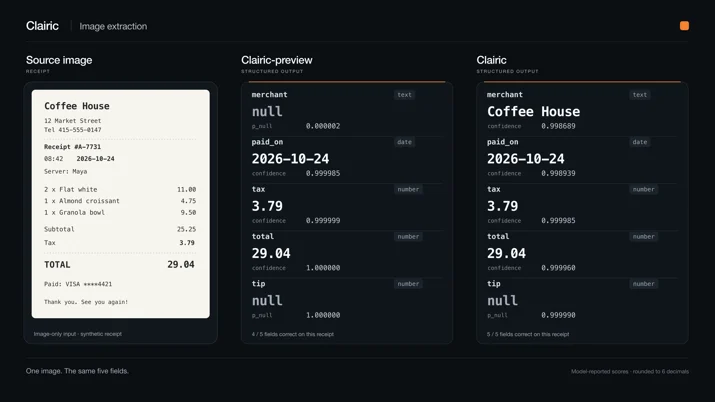 Clairic | Image extraction
Source image
RECEIPT
Coffee House
12 Market Street
Tel 415-555-0147
Receipt #A-7731
08:42 2026-10-24
Server: Maya
2 x Flat white 11.00
1 x Almond croissant 4.75
1 x Granola bowl 9.50
Subtotal 25.25
Tax 3.79
TOTAL 29.04
Paid: VISA ****4421
Thank you. See you again!
Image-only input · synthetic receipt
Clairic-preview
STRUCTURED OUTPUT
merchant text
null
p_null 0.000002
paid_on date
2026-10-24
confidence 0.999985
tax number
3.79
confidence 0.999999
total number
29.04
confidence 1.000000
tip number
null
p_null 1.000000
4 / 5 fields correct on this receipt
Clairic
STRUCTURED OUTPUT
merchant text
Coffee House
confidence 0.998689
paid_on date
2026-10-24
confidence 0.998939
tax number
3.79
confidence 0.999985
total number
29.04
confidence 0.999960
tip number
null
p_null 0.999990
5 / 5 fields correct on this receipt
One image. The same five fields.
Model-reported scores · rounded to 6 decimals